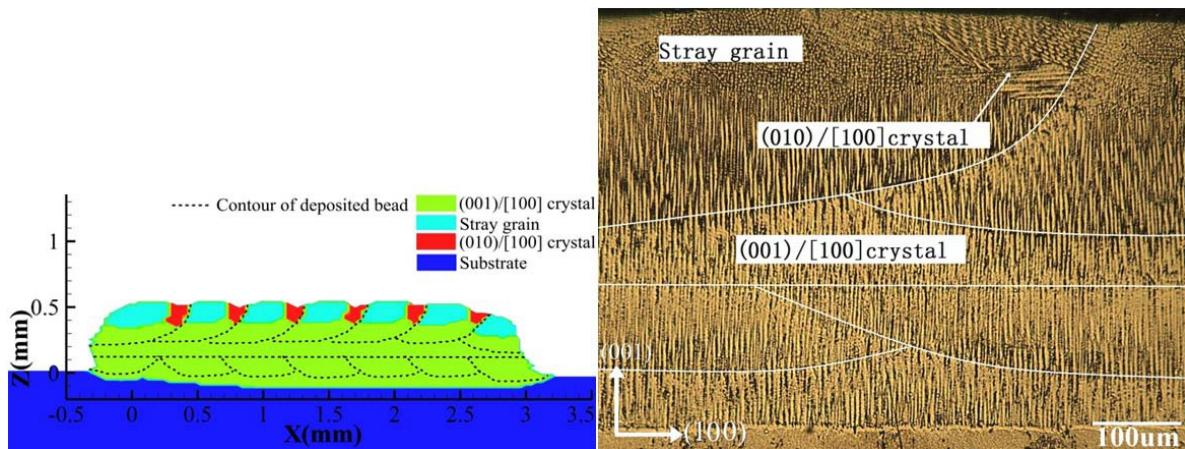 Contour of deposited bead
(001)/[100] crystal
Stray grain
(010)/[100] crystal
Substrate
Z(mm)
1
0.5
0
-0.5 0 0.5 1 1.5 2 2.5 3 3.5
X(mm)
Stray grain
(010)/[100]crystal
(001)/[100]crystal
(001)
(100)
100um